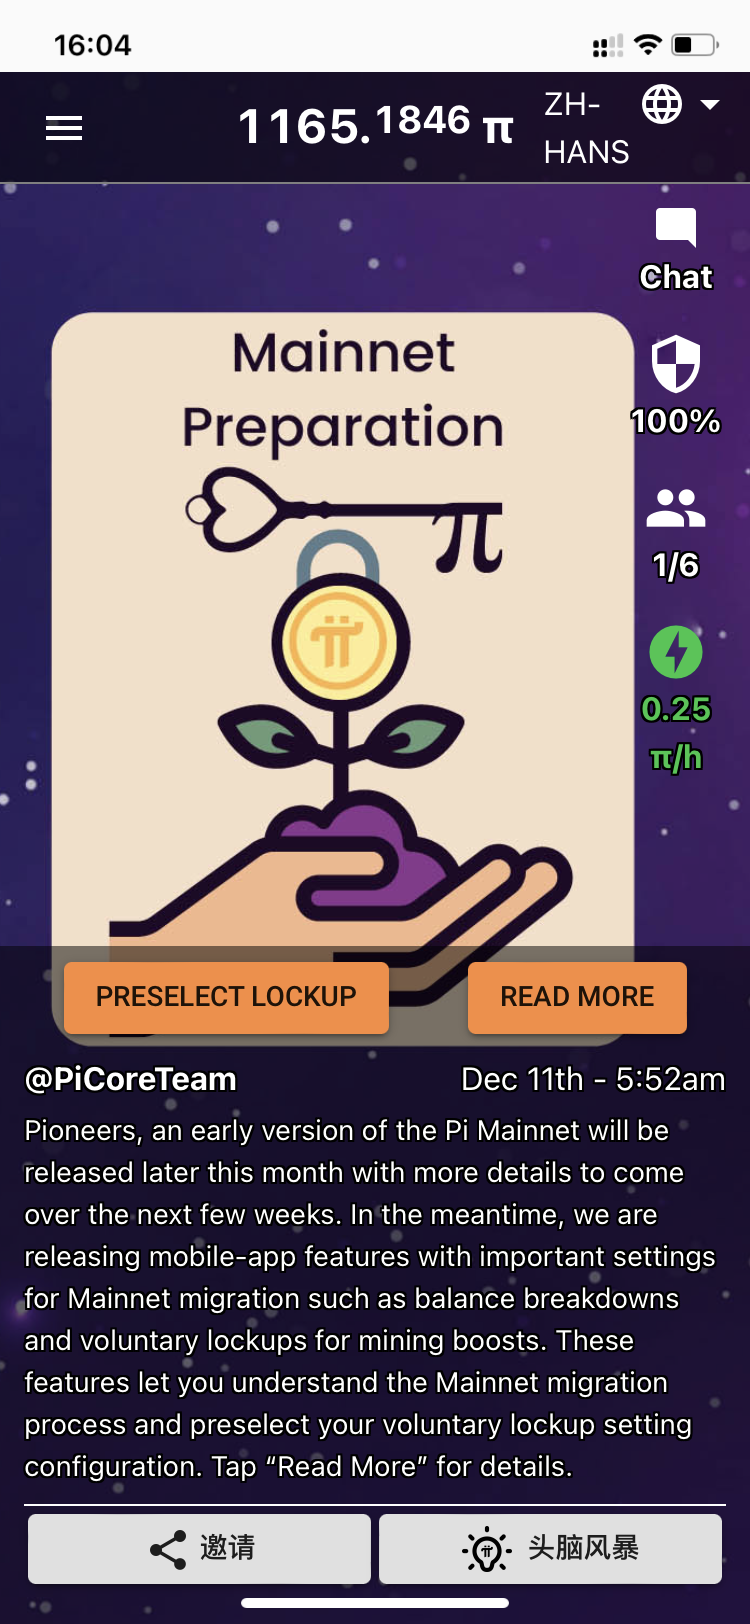 16:04
1165.1846 π
ZH-
HANS
Chat
100%
1/6
0.25
π/h
Mainnet
Preparation
π
PRESELECT LOCKUP
READ MORE
@PiCoreTeam
Dec 11th - 5:52am
Pioneers, an early version of the Pi Mainnet will be
released later this month with more details to come
over the next few weeks. In the meantime, we are
releasing mobile-app features with important settings
for Mainnet migration such as balance breakdowns
and voluntary lockups for mining boosts. These
features let you understand the Mainnet migration
process and preselect your voluntary lockup setting
configuration. Tap “Read More” for details.
邀请
头脑风暴